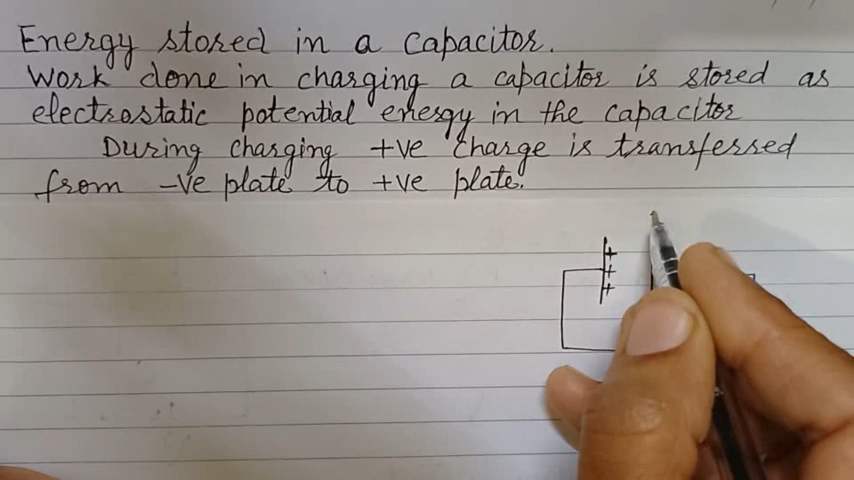 Energy stored in a capacitor.
Work done in charging a capacitor is stored as
electrostatic potential energy in the capacitor
During charging +ve charge is transferred
from -ve plate to +ve plate.
+
+
+